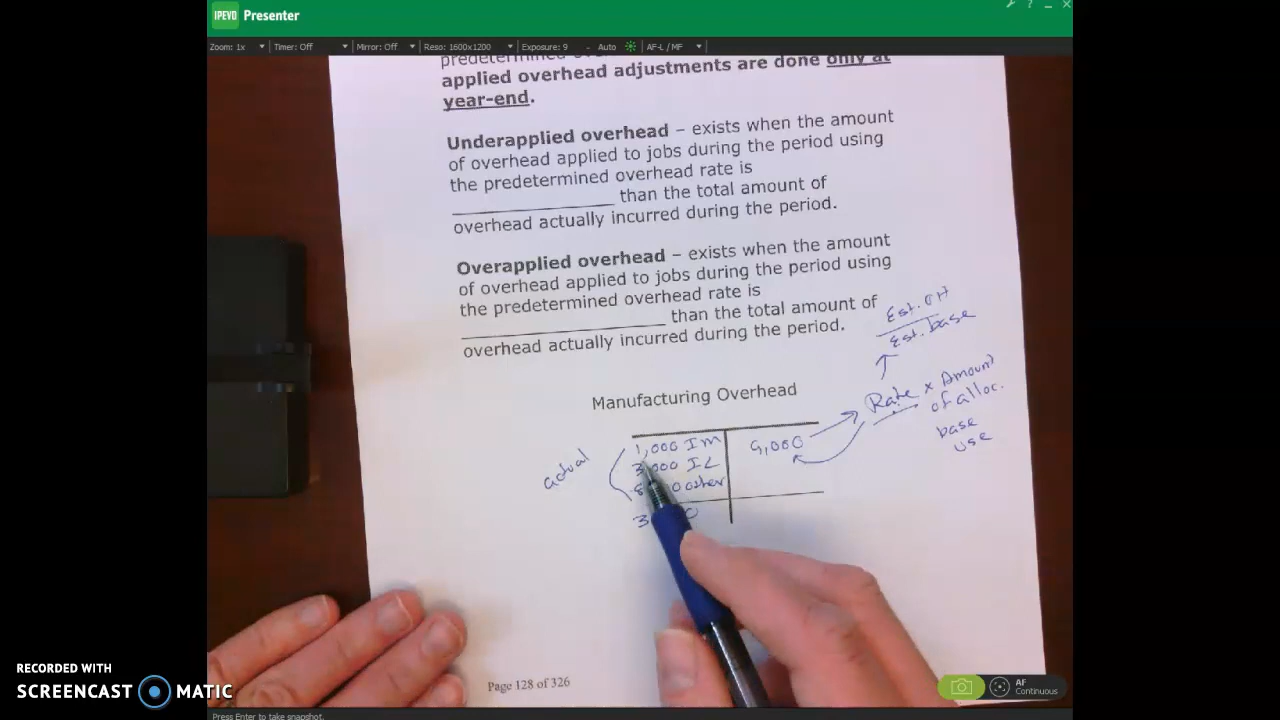 IPEVO Presenter
Zoom: 1x Timer: Off Mirror: Off Reso: 1600x1200 Exposure: 9 - Auto AF-L / MF
predetermined
applied overhead adjustments are done only at
year-end.
Underapplied overhead – exists when the amount
of overhead applied to jobs during the period using
the predetermined overhead rate is
than the total amount of
overhead actually incurred during the period.
Overapplied overhead – exists when the amount
of overhead applied to jobs during the period using
the predetermined overhead rate is
than the total amount of
overhead actually incurred during the period.
Est. OH
Est. base
Rate x Amount
of alloc.
base
use
Manufacturing Overhead
actual
1,000 IM 9,000
IL
other
Page 128 of 326
AF
Continuous
RECORDED WITH
SCREENCAST MATIC
Press Enter to take snapshot.